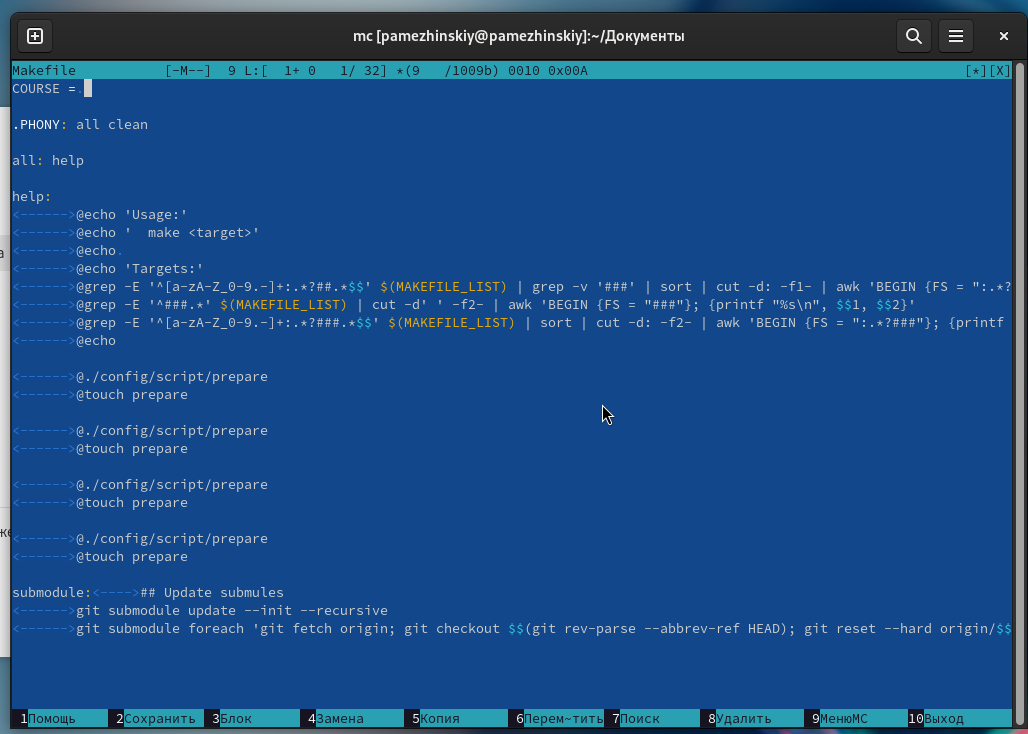 mc [pamezhinskiy@pamezhinskiy]:~/Документы
Makefile [-M--] 9 L:[ 1+ 0 1/ 32] *(9 /1009b) 0010 0x00A [*][X]
COURSE =.
.PHONY: all clean
all: help
help:
<------>@echo 'Usage:'
<------>@echo '  make <target>'
<------>@echo.
<------>@echo 'Targets:'
<------>@grep -E '^[a-zA-Z_0-9.-]+:.*?##.*$$' $(MAKEFILE_LIST) | grep -v '###' | sort | cut -d: -f1- | awk 'BEGIN {FS = ":.*?
<------>@grep -E '^###.*' $(MAKEFILE_LIST) | cut -d' ' -f2- | awk 'BEGIN {FS = "###"}; {printf "%s\n", $$1, $$2}'
<------>@grep -E '^[a-zA-Z_0-9.-]+:.*?###.*$$' $(MAKEFILE_LIST) | sort | cut -d: -f2- | awk 'BEGIN {FS = ":.*?###"}; {printf
<------>@echo
<------>@./config/script/prepare
<------>@touch prepare
<------>@./config/script/prepare
<------>@touch prepare
<------>@./config/script/prepare
<------>@touch prepare
<------>@./config/script/prepare
<------>@touch prepare
submodule:<---->## Update submules
<------>git submodule update --init --recursive
<------>git submodule foreach 'git fetch origin; git checkout $$(git rev-parse --abbrev-ref HEAD); git reset --hard origin/$$
1Помощь 2Сохранить 3Блок 4Замена 5Копия 6Перем~тить 7Поиск 8Удалить 9МенюMC 10Выход